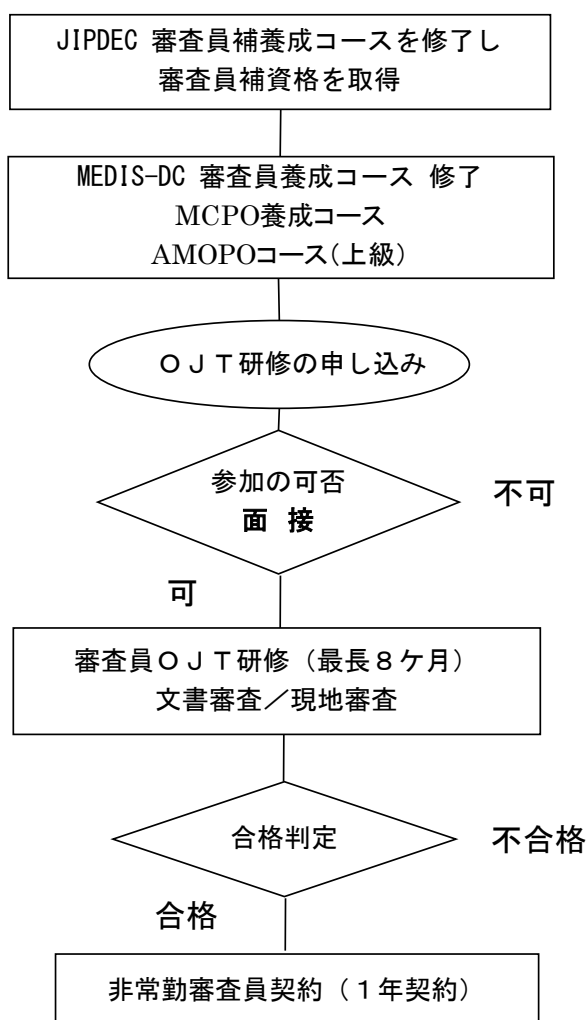 JIPDEC 審査員補養成コースを修了し
審査員補資格を取得
MEDIS-DC 審査員養成コース 修了
MCPO養成コース
AMOPOコース(上級)
OJT研修の申し込み
参加の可否
面 接
不可
可
審査員OJT研修(最長8ケ月)
文書審査/現地審査
合格判定
不合格
合格
非常勤審査員契約(1年契約)